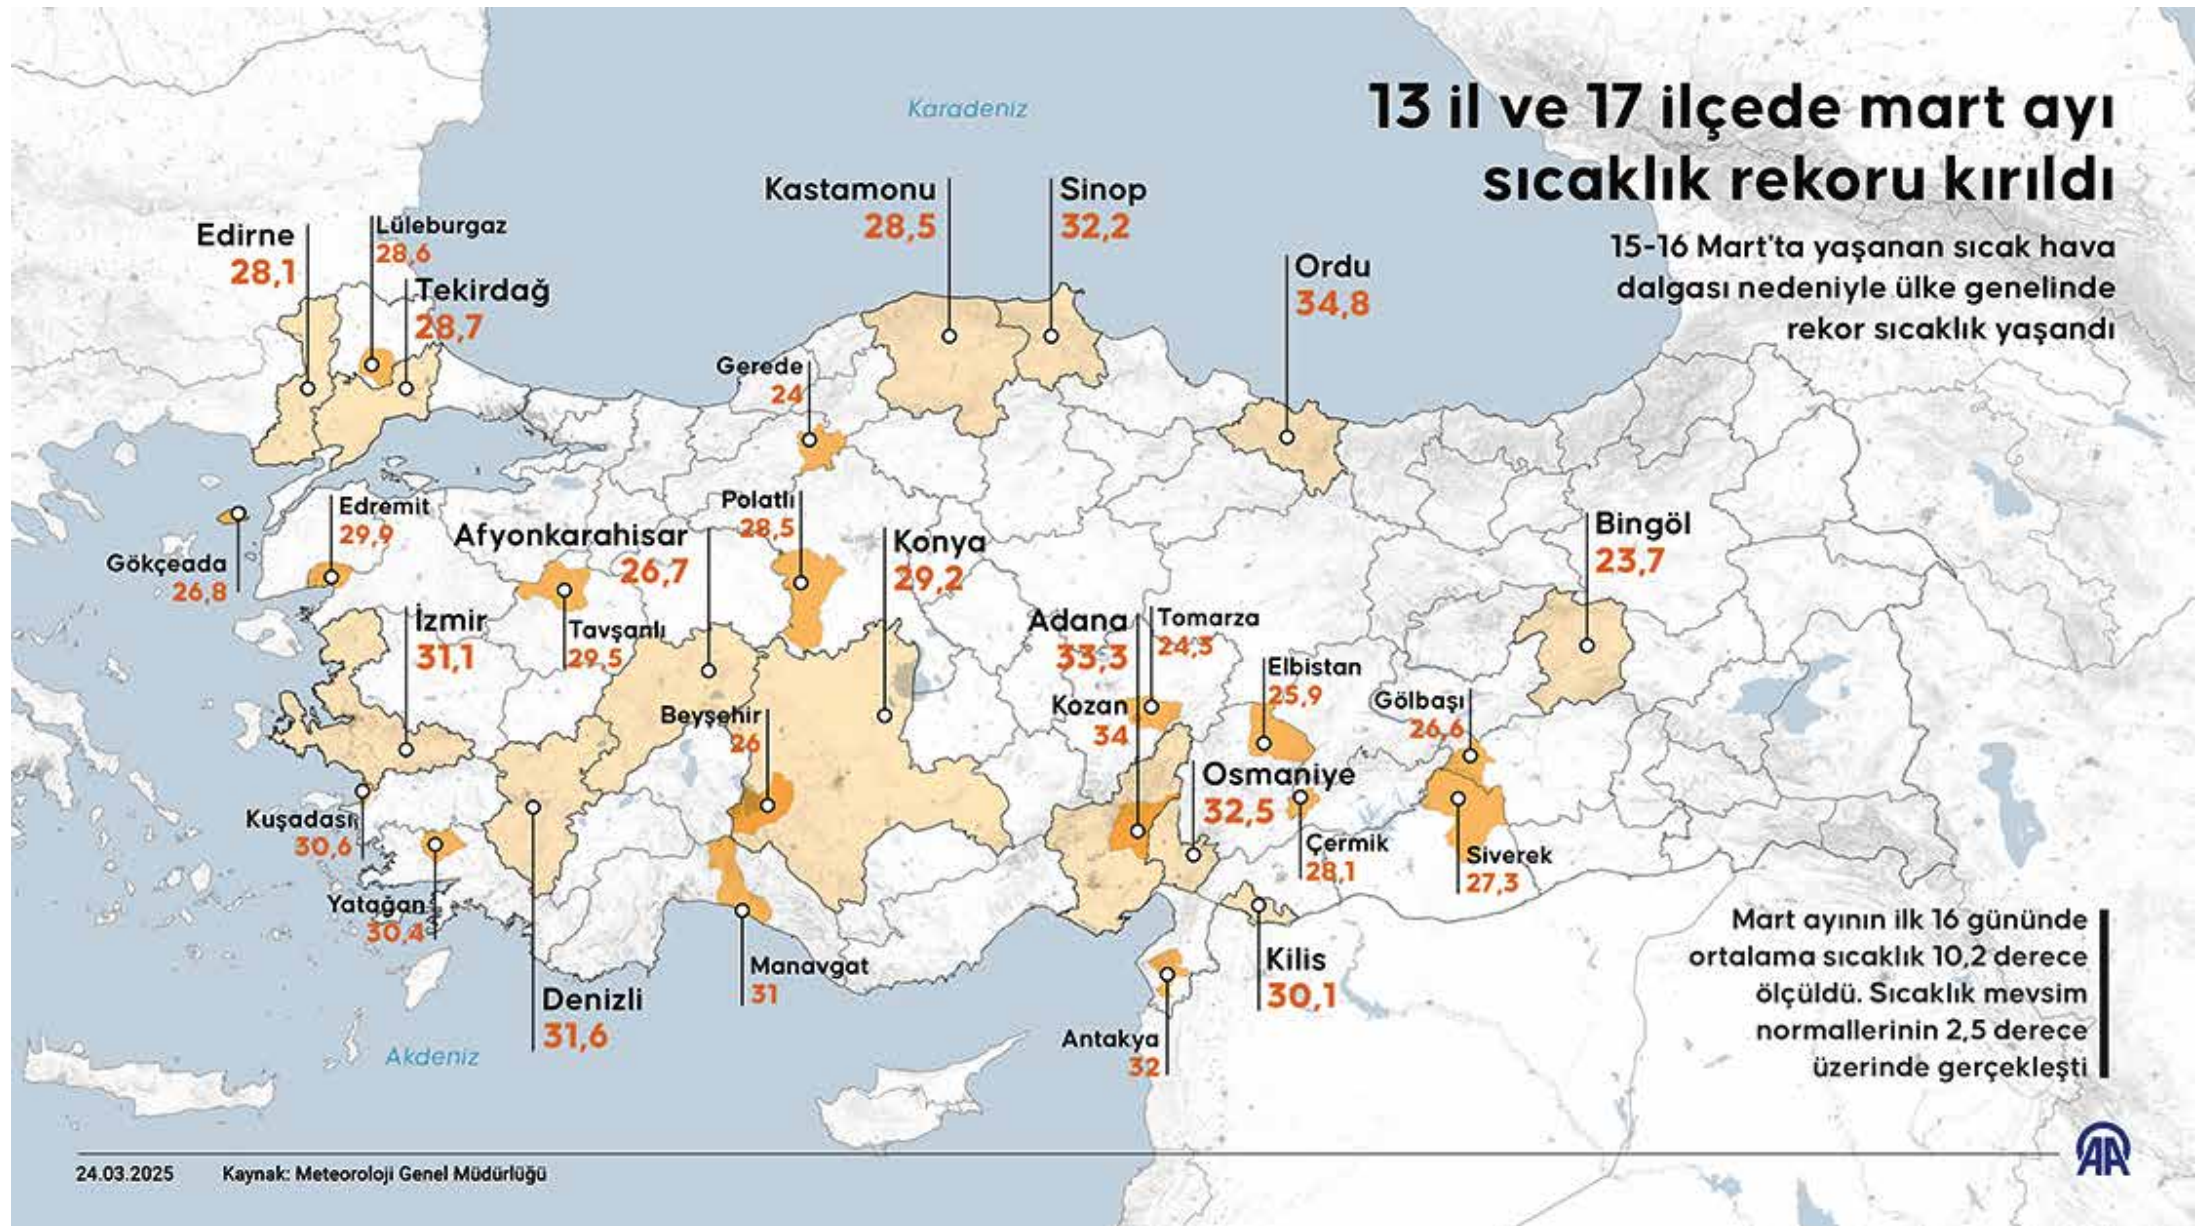 Karadeniz
13 il ve 17 ilçede mart ayı
sıcaklık rekoru kırıldı
15-16 Mart'ta yaşanan sıcak hava
dalgası nedeniyle ülke genelinde
rekor sıcaklık yaşandı
Kastamonu
28,5
Sinop
32,2
Edirne
28,1
Lüleburgaz
28,6
Tekirdağ
28,7
Ordu
34,8
Gerede
24
Edremit
29,9
Gökçeada
26,8
Afyonkarahisar
26,7
Polatlı
28,5
Konya
29,2
Bingöl
23,7
İzmir
31,1
Tavşanlı
29,5
Adana
33,3
Tomarza
24,3
Kozan
34
Elbistan
25,9
Gölbaşı
26,6
Beyşehir
26
Osmaniye
32,5
Kuşadası
30,6
Çermik
28,1
Siverek
27,3
Yatağan
30,4
Manavgat
31
Denizli
31,6
Kilis
30,1
Antakya
32
Akdeniz
Mart ayının ilk 16 gününde
ortalama sıcaklık 10,2 derece
ölçüldü. Sıcaklık mevsim
normallerinin 2,5 derece
üzerinde gerçekleşti
24.03.2025 Kaynak: Meteoroloji Genel Müdürlüğü
AA